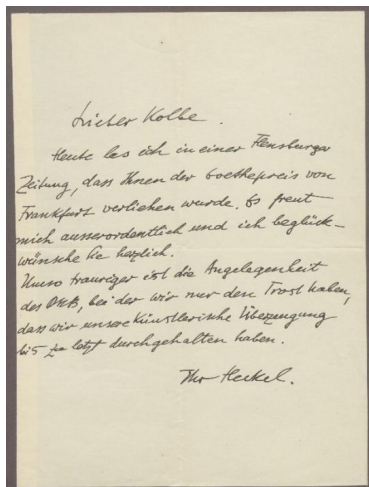 Lieber Kolbe.
Heute las ich in einer Flensburger
Zeitung, dass Ihnen der Goethepreis von
Frankfurt verliehen wurde. Es freut
mich ausserordentlich und ich beglück-
wünsche Sie herzlich.
Umso trauriger ist die Angelegenheit
des DKB, bei der wir nur den Trost haben,
dass wir unsere Künstlerische Überzeugung
bis zu letzt durchgehalten haben.
Ihr Heckel.